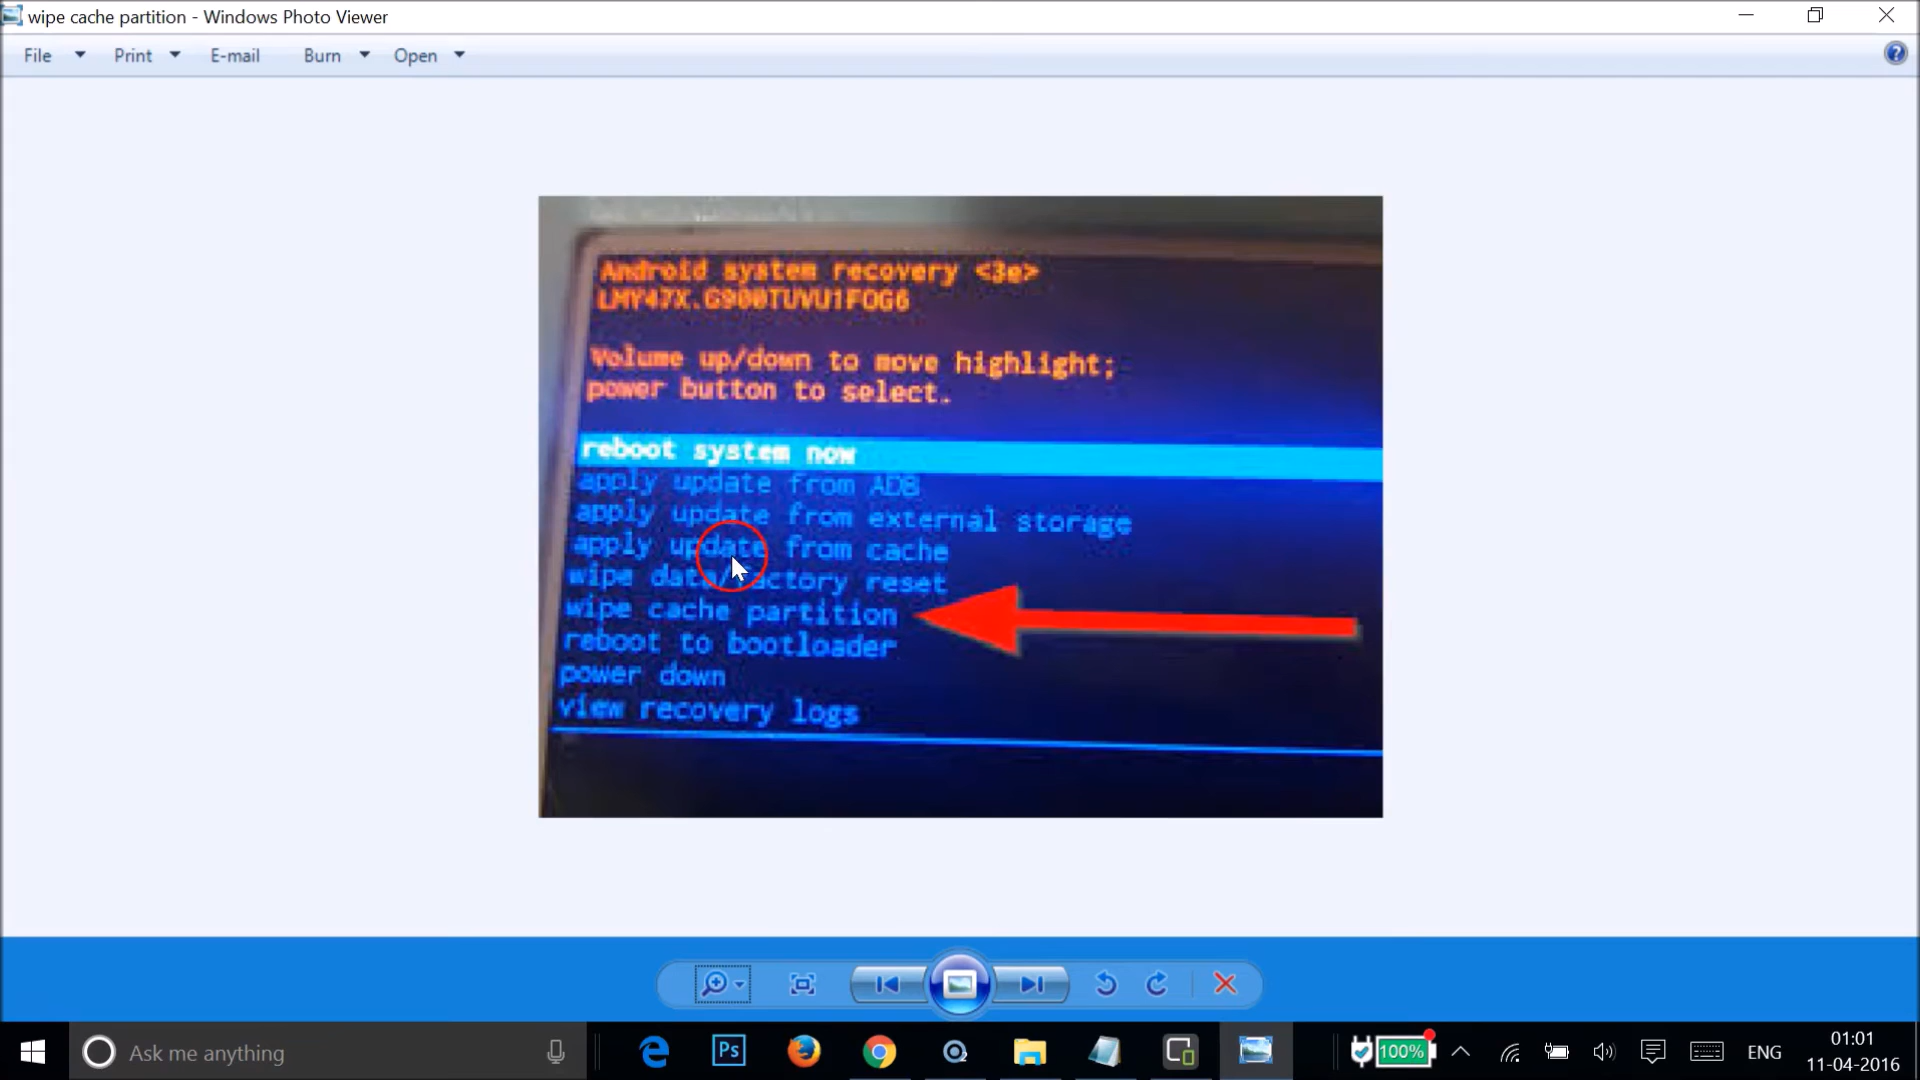 wipe cache partition - Windows Photo Viewer
File Print E-mail Burn Open
Android system recovery <3e>
LMY47X.G900TUVU1FOG6
Volume up/down to move highlight;
power button to select.
reboot system now
apply update from ADB
apply update from external storage
apply update from cache
wipe data/factory reset
wipe cache partition
reboot to bootloader
power down
view recovery logs
Ask me anything
Ps
100%
ENG
01:01
11-04-2016